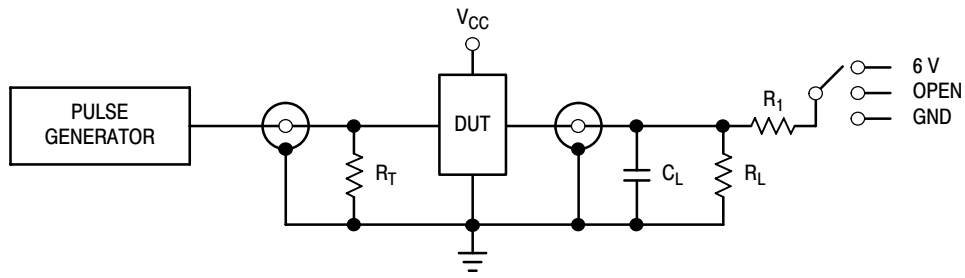 V_CC
PULSE
GENERATOR
DUT
R_T
C_L
R_L
R_1
6 V
OPEN
GND